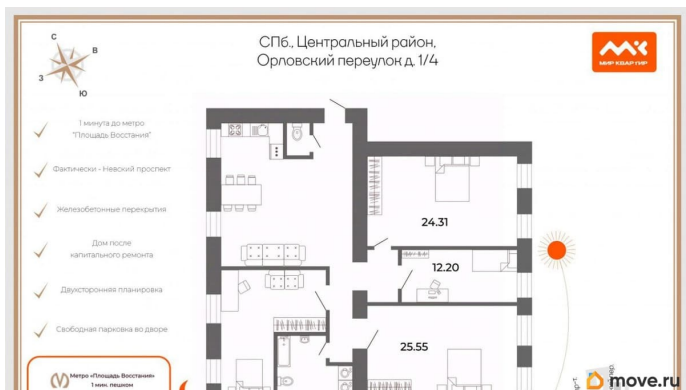 СПб., Центральный район,
Орловский переулок д. 1/4
МИР КВАРТИР
С
В
З
Ю
1 минута до метро
"Площадь Восстания"
Фактически - Невский проспект
Железобетонные перекрытия
Дом после
капитального ремонта
Двухсторонняя планировка
Свободная парковка во дворе
Метро «Площадь Восстания»
1 мин. пешком
24.31
12.20
25.55
move.ru